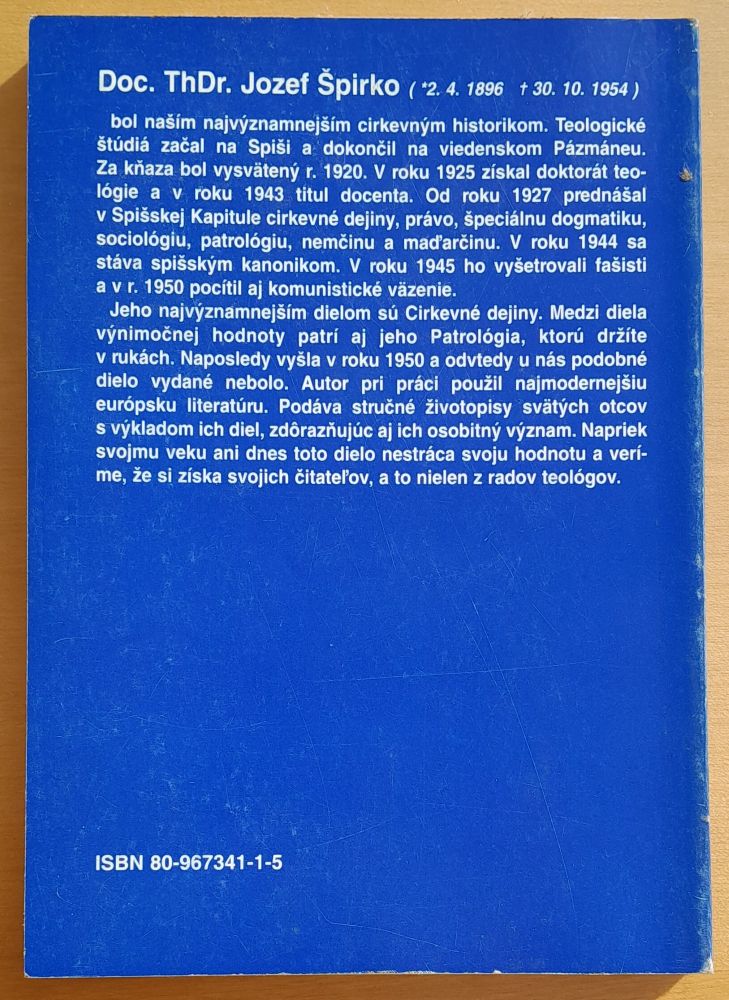 Doc. ThDr. Jozef Špirko ( *2. 4. 1896 † 30. 10. 1954 )
bol naším najvýznamnejším cirkevným historikom. Teologické
štúdiá začal na Spiši a dokončil na viedenskom Pázmáneu.
Za kňaza bol vysvätený r. 1920. V roku 1925 získal doktorát teo-
lógie a v roku 1943 titul docenta. Od roku 1927 prednášal
v Spišskej Kapitule cirkevné dejiny, právo, špeciálnu dogmatiku,
sociológiu, patrológiu, nemčinu a maďarčinu. V roku 1944 sa
stáva spišským kanonikom. V roku 1945 ho vyšetrovali fašisti
a v r. 1950 pocítil aj komunistické väzenie.
Jeho najvýznamnejším dielom sú Cirkevné dejiny. Medzi diela
výnimočnej hodnoty patrí aj jeho Patrológia, ktorú držíte
v rukách. Naposledy vyšla v roku 1950 a odvtedy u nás podobné
dielo vydané nebolo. Autor pri práci použil najmodernejšiu
európsku literatúru. Podáva stručné životopisy svätých otcov
s výkladom ich diel, zdôrazňujúc aj ich osobitný význam. Napriek
svojmu veku ani dnes toto dielo nestráca svoju hodnotu a verí-
me, že si získa svojich čitateľov, a to nielen z radov teológov.
ISBN 80-967341-1-5